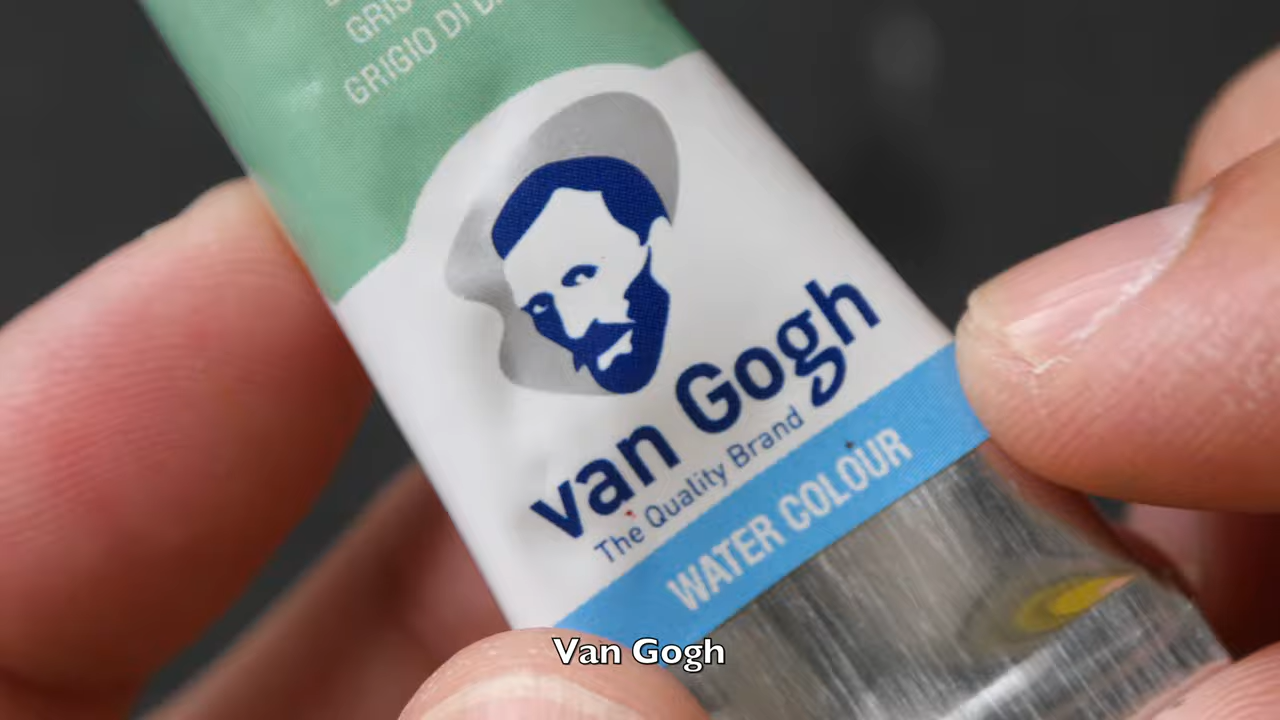 GRIS
GRIGIO DI
van Gogh
The Quality Brand
WATER COLOUR
Van Gogh